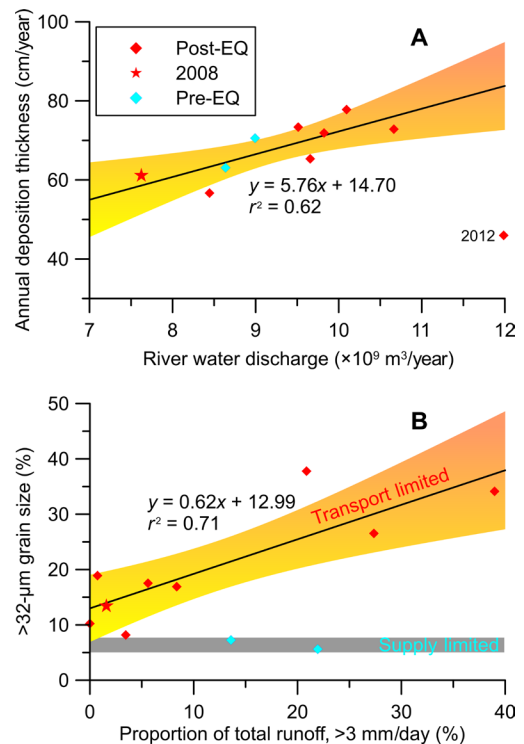 A
Post-EQ
2008
Pre-EQ
Annual deposition thickness (cm/year)
100
80
60
40
y = 5.76x + 14.70
r² = 0.62
2012
7
8
9
10
11
12
River water discharge (×10⁹ m³/year)
B
>32-μm grain size (%)
50
40
30
20
10
0
y = 0.62x + 12.99
r² = 0.71
Transport limited
Supply limited
0
10
20
30
40
Proportion of total runoff, >3 mm/day (%)